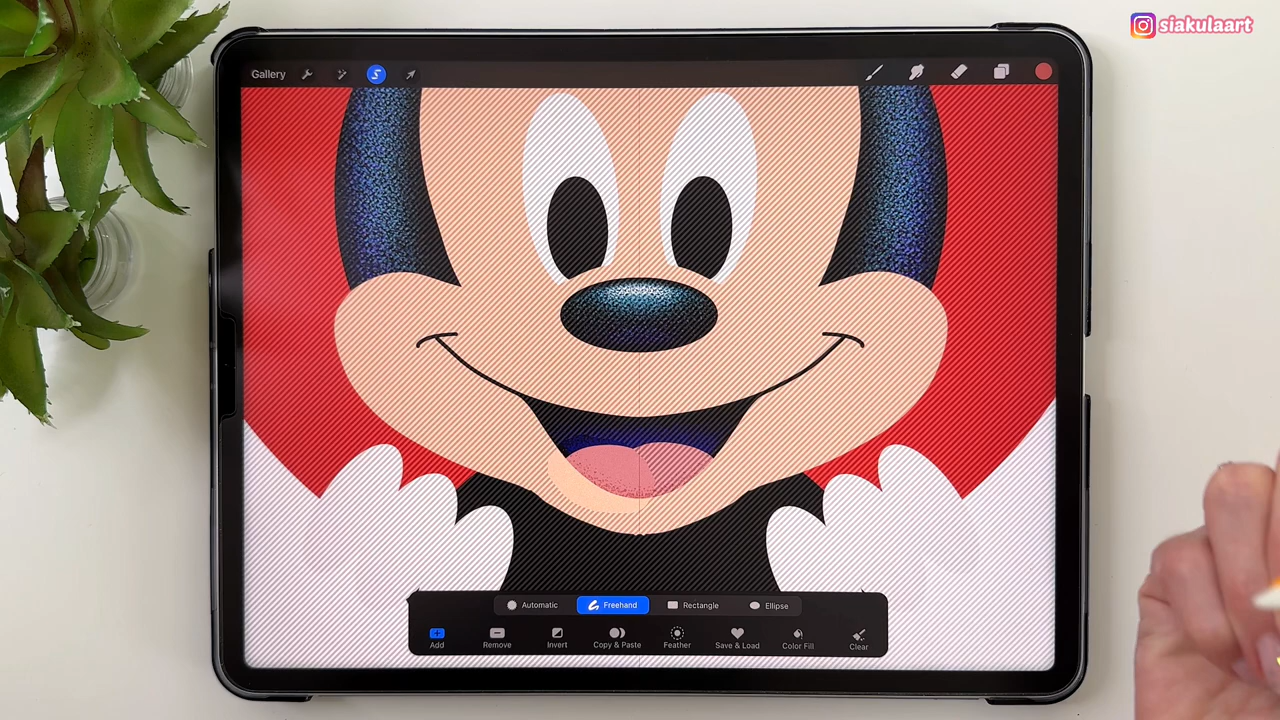 siakulaart
Gallery
Automatic
Freehand
Rectangle
Ellipse
Add
Remove
Invert
Copy & Paste
Feather
Save & Load
Color Fill
Clear